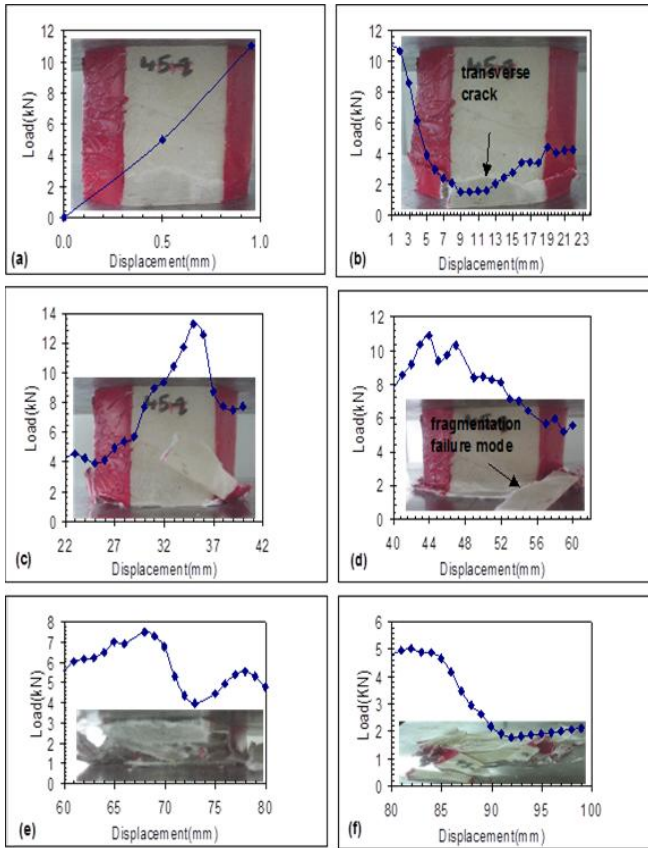 12
10
8
6
4
2
0
Load(kN)
0.0 0.5 1.0
Displacement(mm)
(a)
12
10
8
6
4
2
0
Load(kN)
transverse
crack
1 3 5 7 9 11 13 15 17 19 21 23
Displacement(mm)
(b)
14
12
10
8
6
4
2
0
Load(kN)
22 27 32 37 42
Displacement(mm)
(c)
12
10
8
6
4
2
0
Load(kN)
fragmentation
failure mode
40 44 48 52 56 60
Displacement(mm)
(d)
8
7
6
5
4
3
2
1
0
Load(kN)
60 65 70 75 80
Displacement(mm)
(e)
6
5
4
3
2
1
0
Load(KN)
80 85 90 95 100
Displacement(mm)
(f)